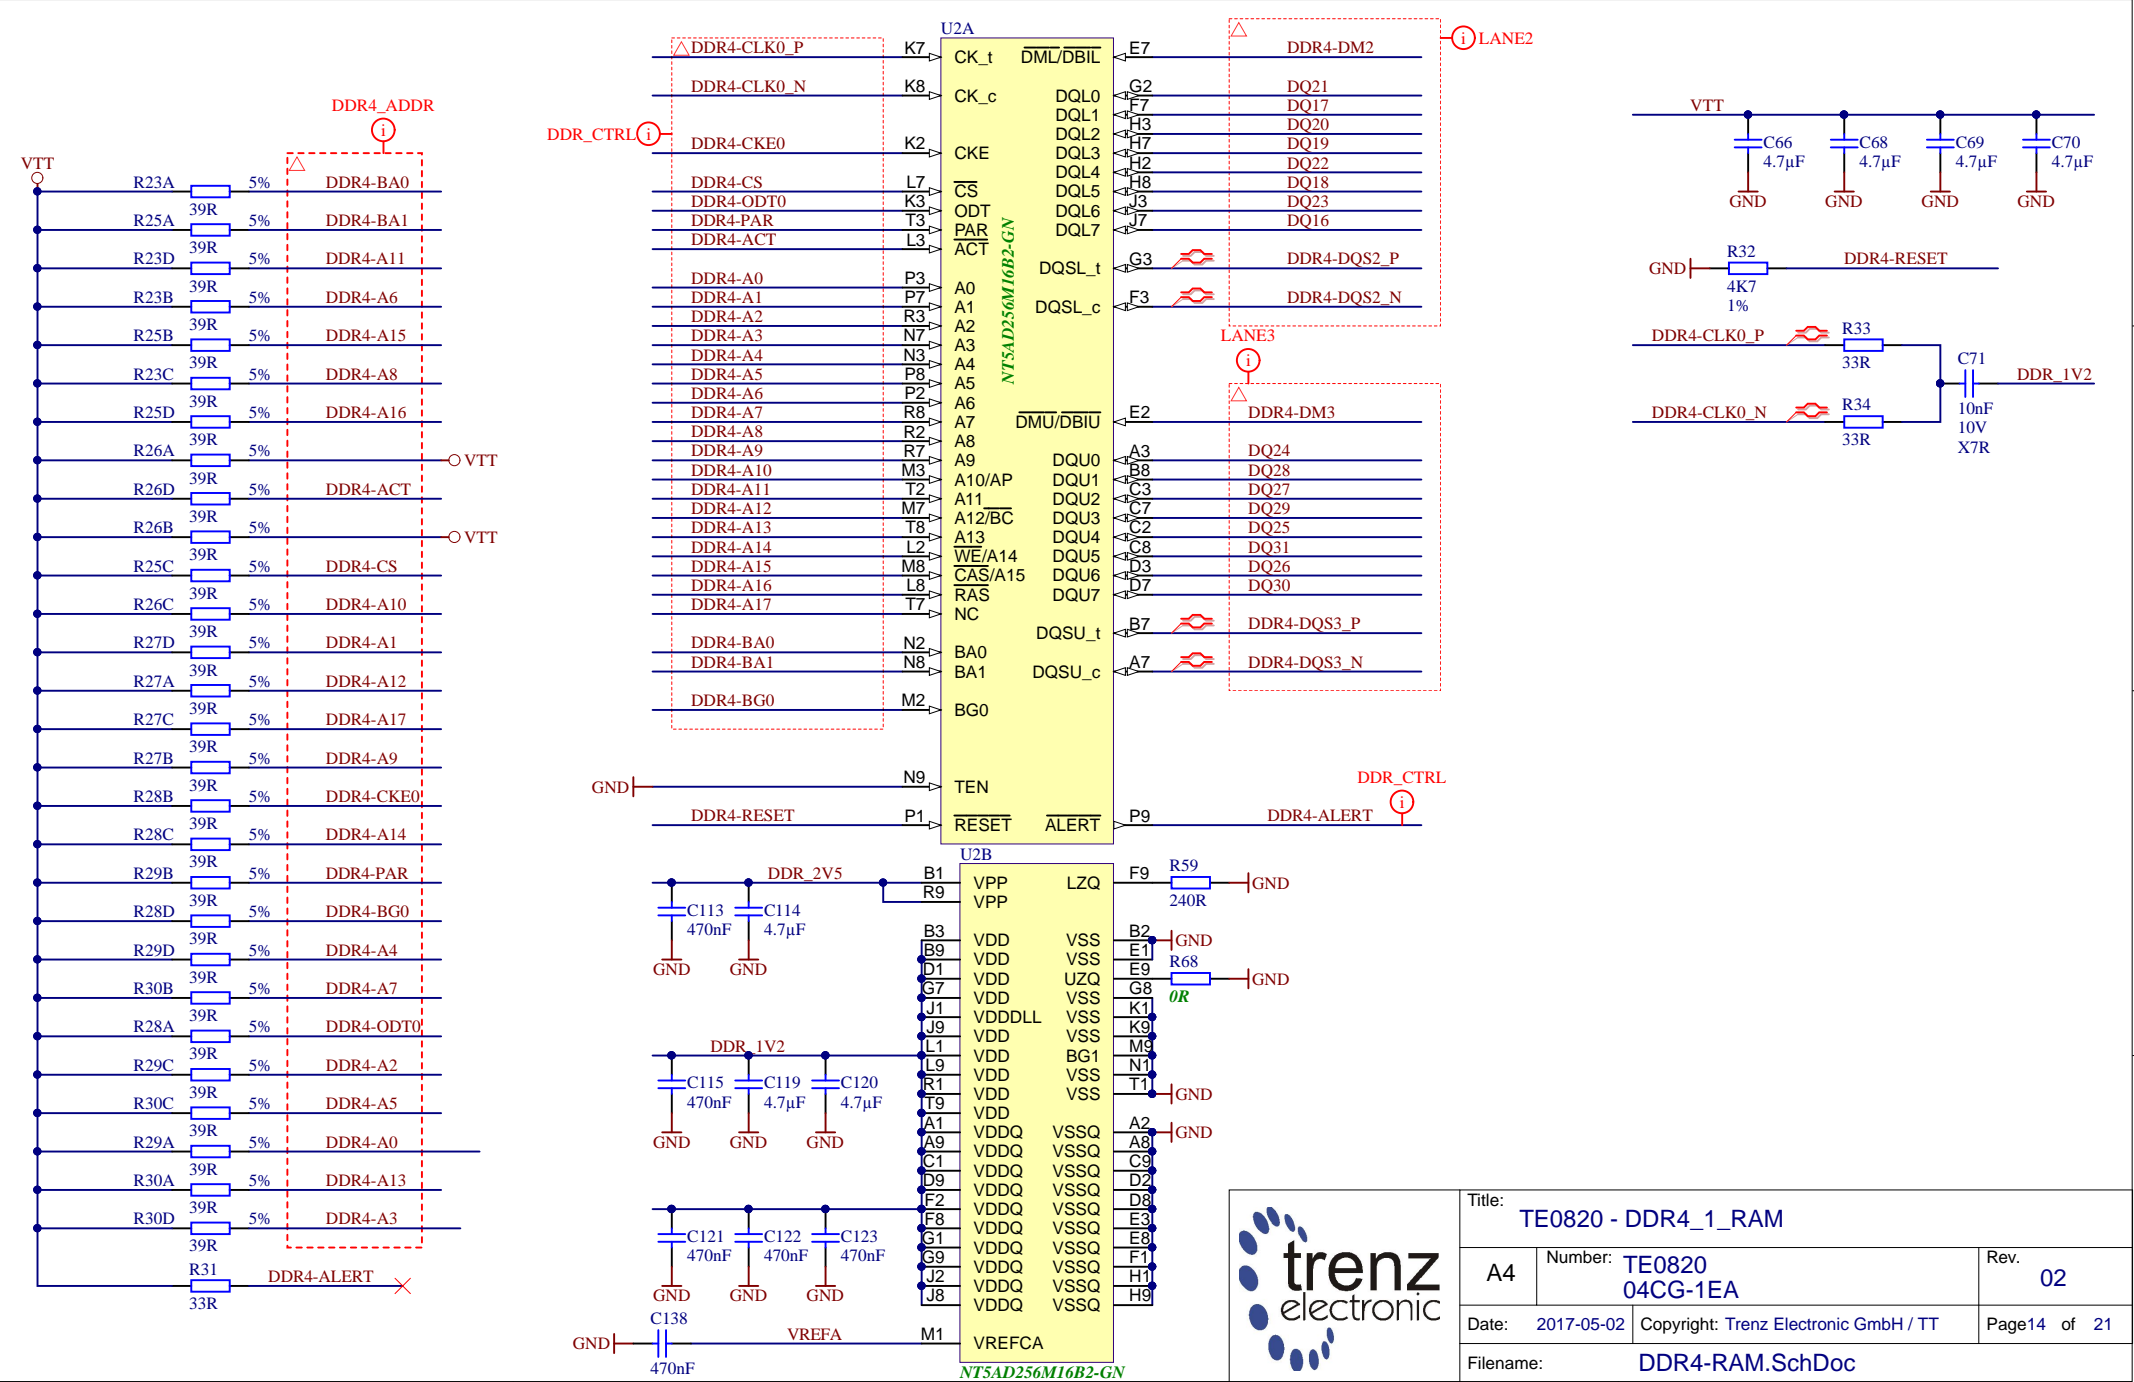 DDR4_ADDR
i
VTT
R23A 39R 5% DDR4-BA0
R25A 39R 5% DDR4-BA1
R23D 39R 5% DDR4-A11
R23B 39R 5% DDR4-A6
R25B 39R 5% DDR4-A15
R23C 39R 5% DDR4-A8
R25D 39R 5% DDR4-A16
R26A 39R 5% VTT
R26D 39R 5% DDR4-ACT
R26B 39R 5% VTT
R25C 39R 5% DDR4-CS
R26C 39R 5% DDR4-A10
R27D 39R 5% DDR4-A1
R27A 39R 5% DDR4-A12
R27C 39R 5% DDR4-A17
R27B 39R 5% DDR4-A9
R28B 39R 5% DDR4-CKE0
R28C 39R 5% DDR4-A14
R29B 39R 5% DDR4-PAR
R28D 39R 5% DDR4-BG0
R29D 39R 5% DDR4-A4
R30B 39R 5% DDR4-A7
R28A 39R 5% DDR4-ODT0
R29C 39R 5% DDR4-A2
R30C 39R 5% DDR4-A5
R29A 39R 5% DDR4-A0
R30A 39R 5% DDR4-A13
R30D 39R 5% DDR4-A3
R31 33R DDR4-ALERT
U2A
NT5AD256M16B2-GN
DDR_CTRL i
DDR4-CLK0_P K7 CK_t
DDR4-CLK0_N K8 CK_c
DDR4-CKE0 K2 CKE
DDR4-CS L7 CS
DDR4-ODT0 K3 ODT
DDR4-PAR T3 PAR
DDR4-ACT L3 ACT
DDR4-A0 P3 A0
DDR4-A1 P7 A1
DDR4-A2 R3 A2
DDR4-A3 N7 A3
DDR4-A4 N3 A4
DDR4-A5 P8 A5
DDR4-A6 P2 A6
DDR4-A7 R8 A7
DDR4-A8 R2 A8
DDR4-A9 R7 A9
DDR4-A10 M3 A10/AP
DDR4-A11 T2 A11
DDR4-A12 M7 A12/BC
DDR4-A13 T8 A13
DDR4-A14 L2 WE/A14
DDR4-A15 M8 CAS/A15
DDR4-A16 L8 RAS
DDR4-A17 T7 NC
DDR4-BA0 N2 BA0
DDR4-BA1 N8 BA1
DDR4-BG0 M2 BG0
GND N9 TEN
DDR4-RESET P1 RESET
i LANE2
DML/DBIL E7 DDR4-DM2
DQL0 G2 DQ21
DQL1 F7 DQ17
DQL2 H3 DQ20
DQL3 H7 DQ19
DQL4 H2 DQ22
DQL5 H8 DQ18
DQL6 J3 DQ23
DQL7 J7 DQ16
DQSL_t G3 DDR4-DQS2_P
DQSL_c F3 DDR4-DQS2_N
LANE3
i
DMU/DBIU E2 DDR4-DM3
DQU0 A3 DQ24
DQU1 B8 DQ28
DQU2 C3 DQ27
DQU3 C7 DQ29
DQU4 C2 DQ25
DQU5 C8 DQ31
DQU6 D3 DQ26
DQU7 D7 DQ30
DQSU_t B7 DDR4-DQS3_P
DQSU_c A7 DDR4-DQS3_N
DDR_CTRL
i
ALERT P9 DDR4-ALERT
U2B
DDR_2V5 B1 VPP
R9 VPP
C113 470nF GND
C114 4.7µF GND
B3 VDD
B9 VDD
D1 VDD
G7 VDD
J1 VDDDLL
J9 VDD
DDR_1V2 L1 VDD
L9 VDD
R1 VDD
T9 VDD
C115 470nF GND
C119 4.7µF GND
C120 4.7µF GND
A1 VDDQ
A9 VDDQ
C1 VDDQ
D9 VDDQ
F2 VDDQ
F8 VDDQ
G1 VDDQ
G9 VDDQ
J2 VDDQ
J8 VDDQ
C121 470nF GND
C122 470nF GND
C123 470nF GND
GND C138 470nF VREFA M1 VREFCA
LZQ F9 R59 240R GND
VSS B2 GND
VSS E1
UZQ E9 R68 0R GND
VSS G8
VSS K1
VSS K9
BG1 M9
VSS N1
VSS T1 GND
VSSQ A2 GND
VSSQ A8
VSSQ C9
VSSQ D2
VSSQ D8
VSSQ E3
VSSQ E8
VSSQ F1
VSSQ H1
VSSQ H9
NT5AD256M16B2-GN
VTT
C66 4.7µF GND
C68 4.7µF GND
C69 4.7µF GND
C70 4.7µF GND
GND R32 4K7 1% DDR4-RESET
DDR4-CLK0_P R33 33R
DDR4-CLK0_N R34 33R
C71 10nF 10V X7R DDR_1V2
trenz
electronic
Title: TE0820 - DDR4_1_RAM
A4 Number: TE0820
04CG-1EA
Rev. 02
Date: 2017-05-02 Copyright: Trenz Electronic GmbH / TT Page14 of 21
Filename: DDR4-RAM.SchDoc